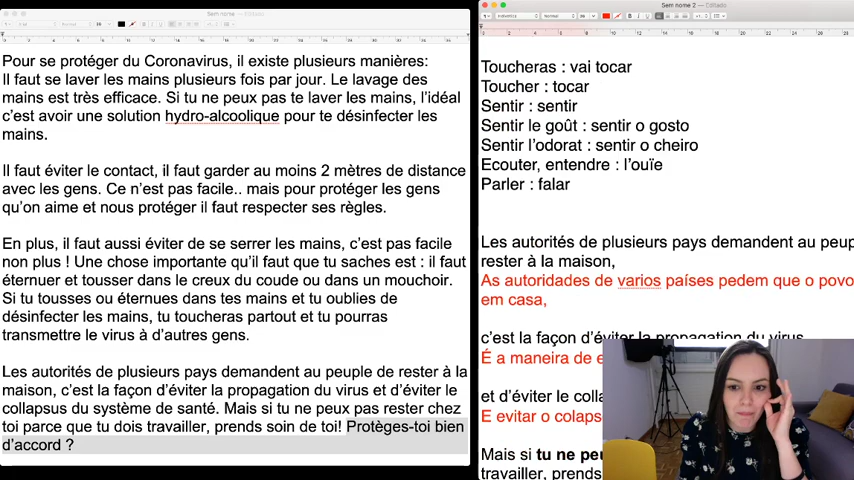 Sem nome — Editado
Pour se protéger du Coronavirus, il existe plusieurs manières:
Il faut se laver les mains plusieurs fois par jour. Le lavage des
mains est très efficace. Si tu ne peux pas te laver les mains, l'idéal
c'est avoir une solution hydro-alcoolique pour te désinfecter les
mains.
Il faut éviter le contact, il faut garder au moins 2 mètres de distance
avec les gens. Ce n'est pas facile.. mais pour protéger les gens
qu'on aime et nous protéger il faut respecter ses règles.
En plus, il faut aussi éviter de se serrer les mains, c'est pas facile
non plus ! Une chose importante qu'il faut que tu saches est : il faut
éternuer et tousser dans le creux du coude ou dans un mouchoir.
Si tu tousses ou éternues dans tes mains et tu oublies de
désinfecter les mains, tu toucheras partout et tu pourras
transmettre le virus à d'autres gens.
Les autorités de plusieurs pays demandent au peuple de rester à la
maison, c'est la façon d'éviter la propagation du virus et d'éviter le
collapsus du système de santé. Mais si tu ne peux pas rester chez
toi parce que tu dois travailler, prends soin de toi! Protèges-toi bien
d'accord ?
Sem nome 2 — Editado
Toucheras : vai tocar
Toucher : tocar
Sentir : sentir
Sentir le goût : sentir o gosto
Sentir l'odorat : sentir o cheiro
Ecouter, entendre : l'ouïe
Parler : falar
Les autorités de plusieurs pays demandent au peup
rester à la maison,
As autoridades de varios países pedem que o povo
em casa,
c'est la façon d'éviter la propagation du virus
É a maneira de e
et d'éviter le colla
E evitar o colaps
Mais si tu ne peu
travailler, prends